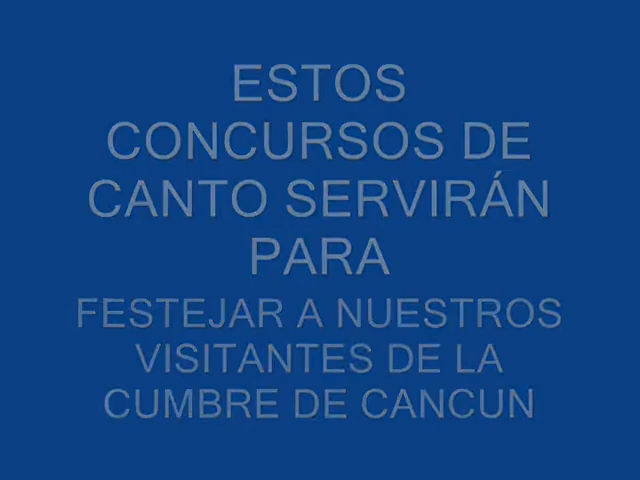 ESTOS
CONCURSOS DE
CANTO SERVIRÁN
PARA
FESTEJAR A NUESTROS
VISITANTES DE LA
CUMBRE DE CANCUN